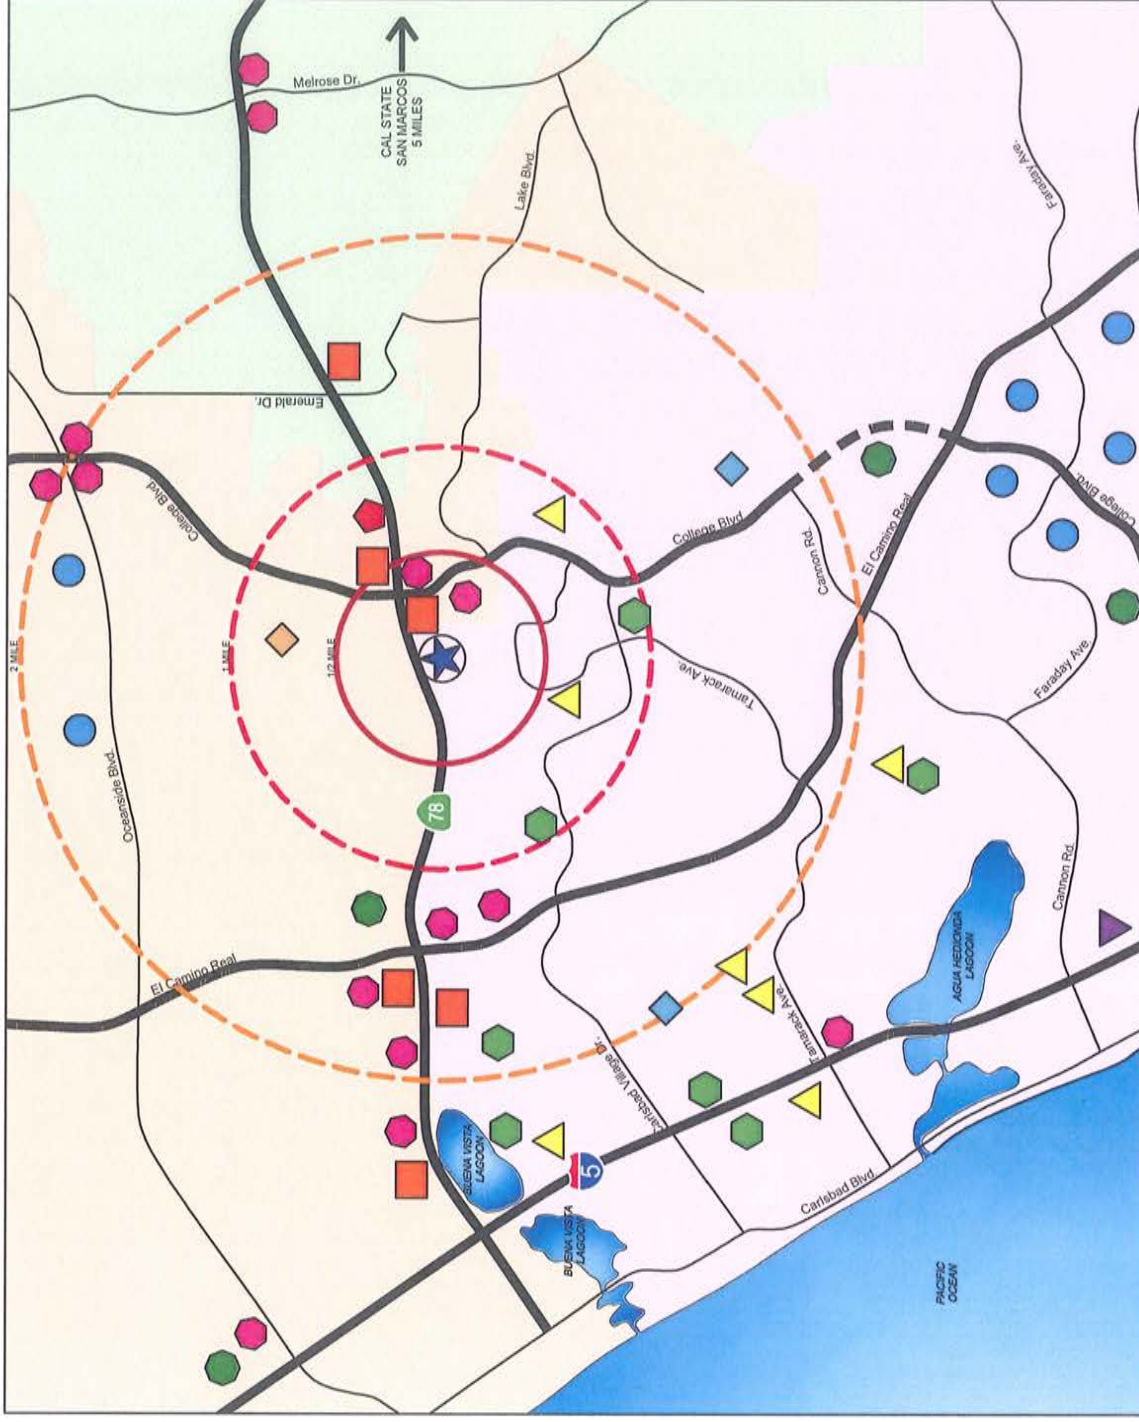 Melrose Dr.
CAL STATE
SAN MARCOS
5 MILES
Lake Blvd.
Faraday Ave.
Emerald Dr.
College Blvd.
2 MILE
1 MILE
1/2 MILE
Oceanside Blvd.
78
College Blvd
Cannon Rd.
El Camino Real
College Blvd.
Tamarack Ave.
Faraday Ave.
El Camino Real
Cannon Rd.
AGUA HEDIONDA
LAGOON
Tamarack Ave.
Carlsbad Village Dr.
BUENA VISTA
LAGOON
5
BUENA VISTA
LAGOON
Carlsbad Blvd.
PACIFIC
OCEAN